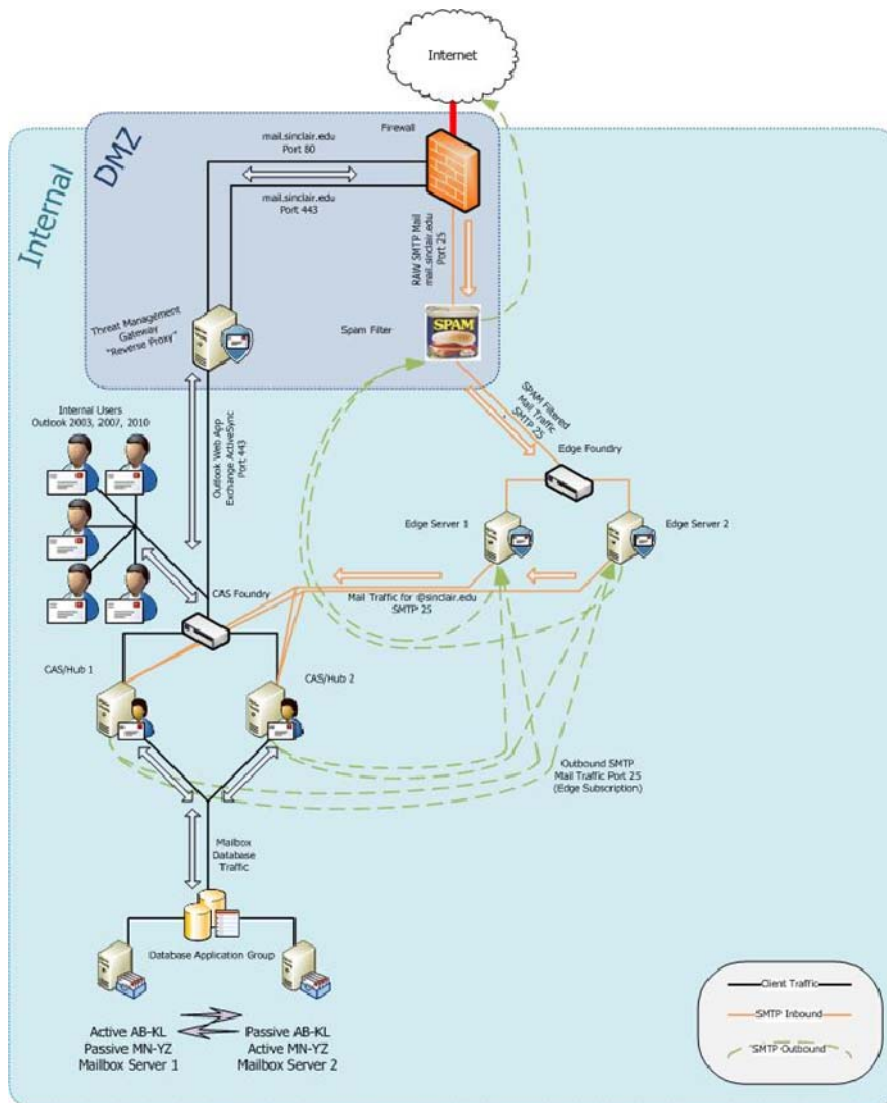 Internet
Firewall
DMZ
Internal
mail.sinclair.edu
Port 80
mail.sinclair.edu
Port 443
RAW SMTP Mail
mail.sinclair.edu
Port 25
Threat Management
Gateway
"Reverse Proxy"
Spam Filter
SPAM
SPAM Filtered
Mail Traffic
SMTP 25
Internal Users
Outlook 2003, 2007, 2010
Outlook Web App
Exchange ActiveSync
Port 443
Edge Foundry
Edge Server 1
Edge Server 2
CAS Foundry
Mail Traffic for @sinclair.edu
SMTP 25
CAS/Hub 1
CAS/Hub 2
Outbound SMTP
Mail Traffic Port 25
(Edge Subscription)
Mailbox
Database
Traffic
Database Application Group
Active AB-KL
Passive MN-YZ
Mailbox Server 1
Passive AB-KL
Active MN-YZ
Mailbox Server 2
Client Traffic
SMTP Inbound
SMTP Outbound